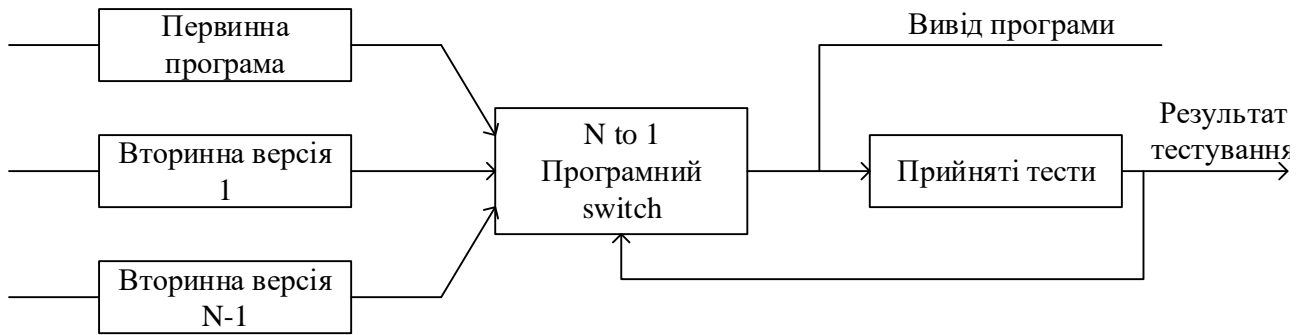 Первинна
програма
Вторинна версія
1
Вторинна версія
N-1
N to 1
Програмний
switch
Вивід програми
Прийняті тести
Результат
тестування